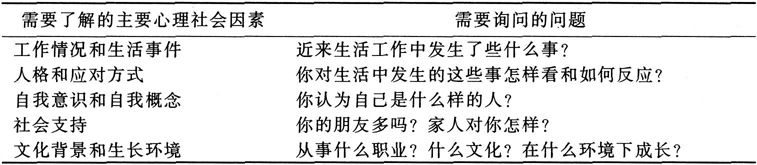 需要了解的主要心理社会因素 需要询问的问题
工作情况和生活事件 近来生活工作中发生了些什么事？
人格和应对方式 你对生活中发生的这些事怎样看和如何反应？
自我意识和自我概念 你认为自己是什么样的人？
社会支持 你的朋友多吗？家人对你怎样？
文化背景和生长环境 从事什么职业？什么文化？在什么环境下成长？